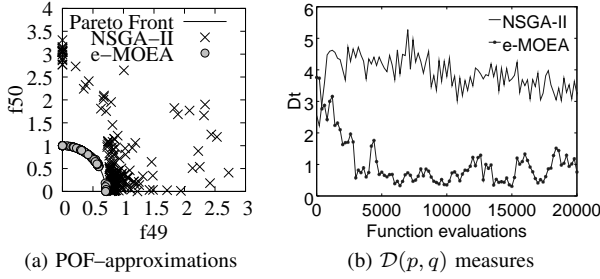 Pareto Front
NSGA−II
e−MOEA
f50
4
3.5
3
2.5
2
1.5
1
0.5
0
0 0.5 1 1.5 2 2.5 3
f49
(a) POF–approximations
NSGA-II
e-MOEA
Dt
6
5
4
3
2
1
0
0 5000 10000 15000 20000
Function evaluations
(b) D(p, q) measures